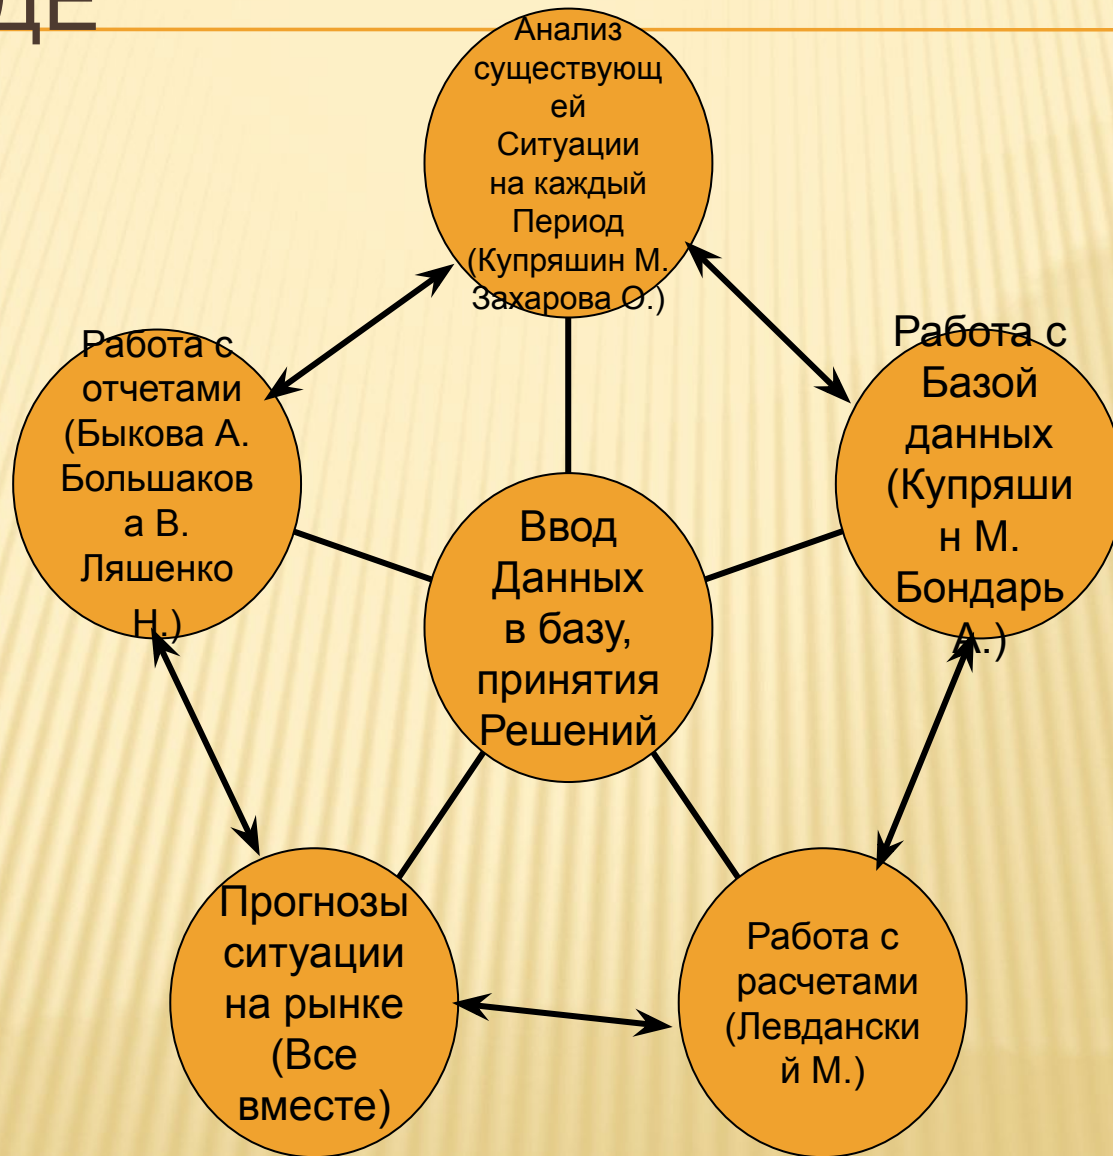 Анализ
существующ
ей
Ситуации
на каждый
Период
(Купряшин М.
Захарова О.)
Работа с
отчетами
(Быкова А.
Большаков
а В.
Ляшенко
Н.)
Работа с
Базой
данных
(Купряши
н М.
Бондарь
А.)
Ввод
Данных
в базу,
принятия
Решений
Прогнозы
ситуации
на рынке
(Все
вместе)
Работа с
расчетами
(Левдански
й М.)